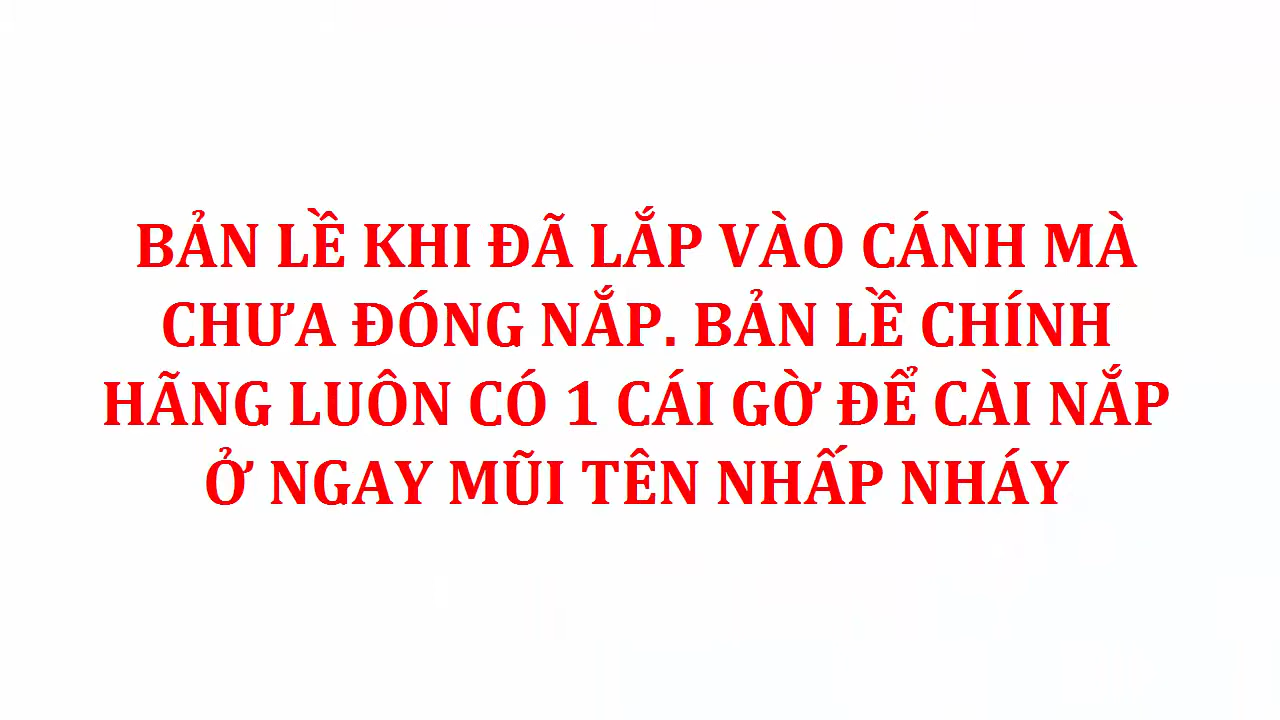 BẢN LỀ KHI ĐÃ LẮP VÀO CÁNH MÀ
CHƯA ĐÓNG NẮP. BẢN LỀ CHÍNH
HÃNG LUÔN CÓ 1 CÁI GỜ ĐỂ CÀI NẮP
Ở NGAY MŨI TÊN NHẤP NHÁY